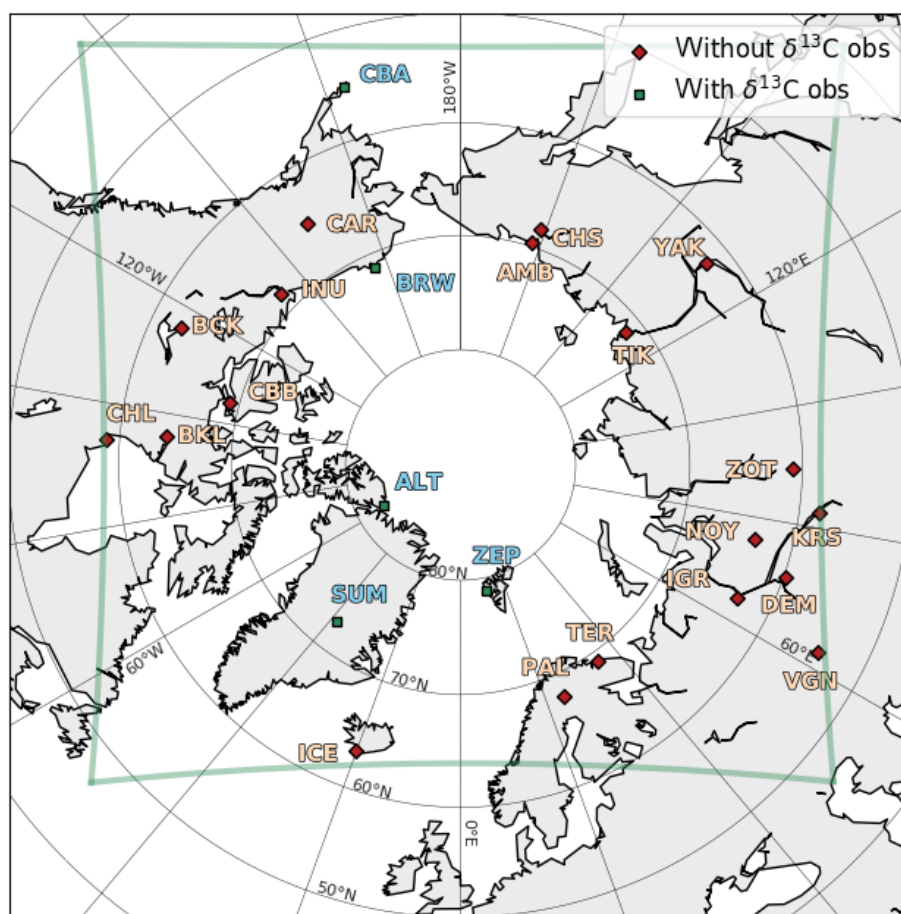 Without δ¹³C obs
With δ¹³C obs
CBA
180°W
CAR
CHS
YAK
120°W
INU
BRW
AMB
120°E
BCK
TIK
CBB
CHL
BKL
ZOT
ALT
NOY
KRS
ZEP
80°N
IGR
SUM
DEM
TER
60°W
60°E
PAL
VGN
70°N
ICE
60°N
0°E
50°N